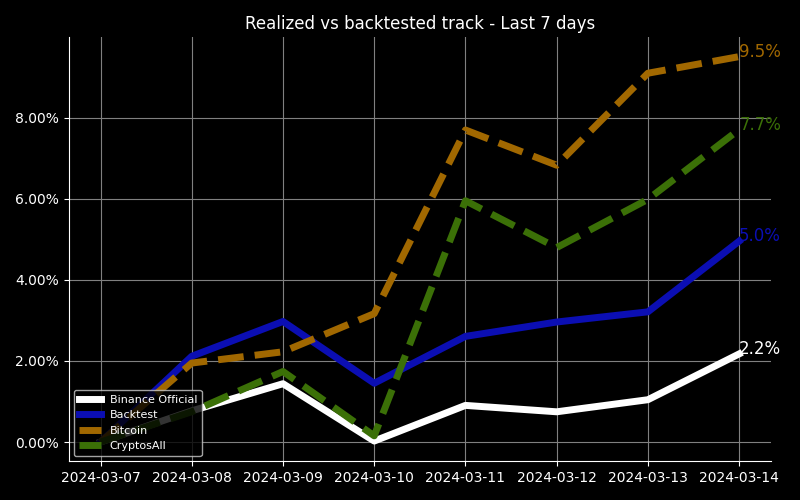 Realized vs backtested track - Last 7 days
9.5%
8.00%
7.7%
6.00%
5.0%
4.00%
2.2%
2.00%
0.00%
Binance Official
Backtest
Bitcoin
CryptosAll
2024-03-07 2024-03-08 2024-03-09 2024-03-10 2024-03-11 2024-03-12 2024-03-13 2024-03-14